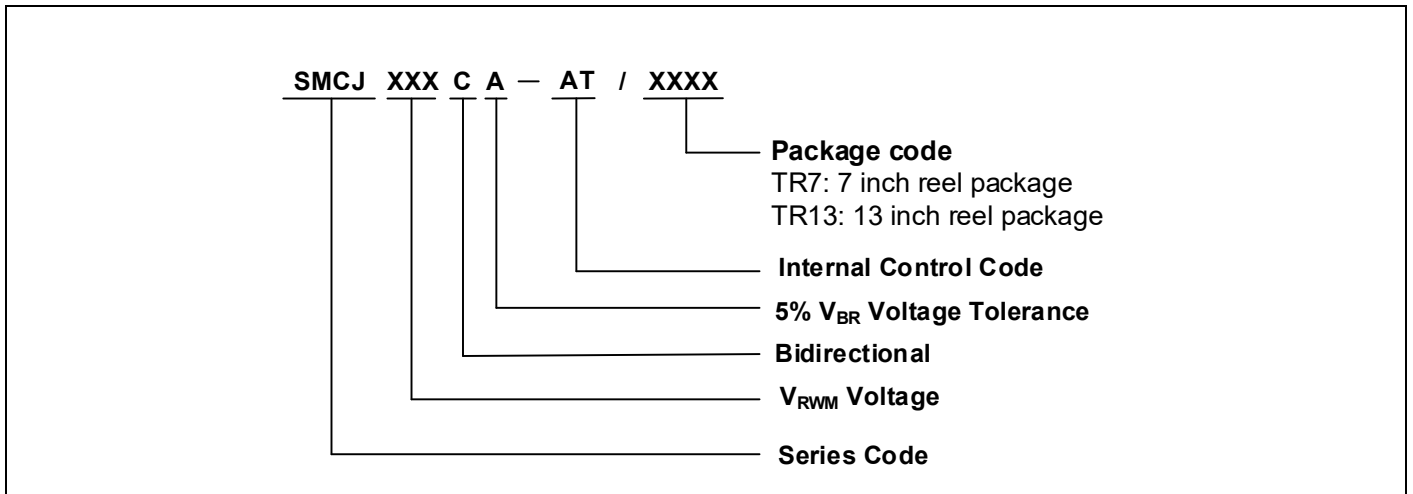 SMCJ XXX C A — AT / XXXX
Package code
TR7: 7 inch reel package
TR13: 13 inch reel package
Internal Control Code
5% VBR Voltage Tolerance
Bidirectional
VRWM Voltage
Series Code